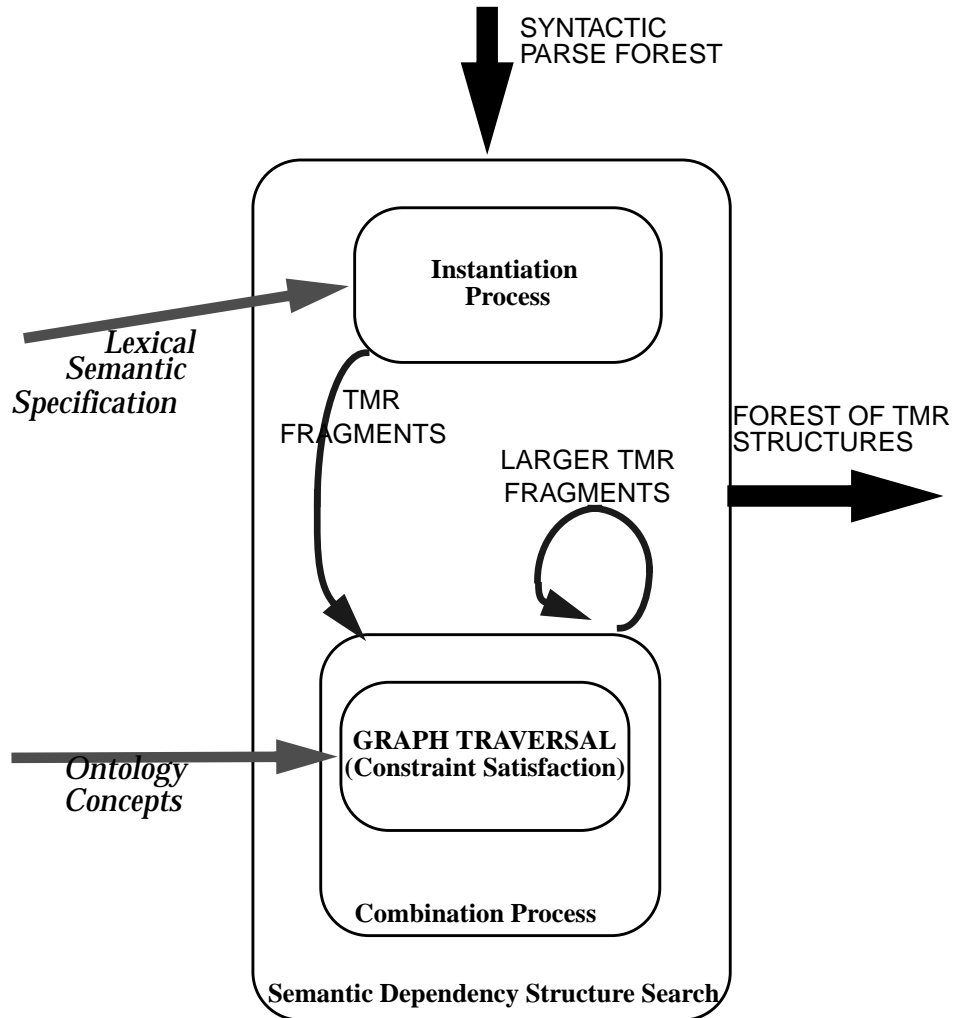 SYNTACTIC
PARSE FOREST
Instantiation
Process
Lexical
Semantic
Specification
TMR
FRAGMENTS
FOREST OF TMR
STRUCTURES
LARGER TMR
FRAGMENTS
GRAPH TRAVERSAL
(Constraint Satisfaction)
Ontology
Concepts
Combination Process
Semantic Dependency Structure Search